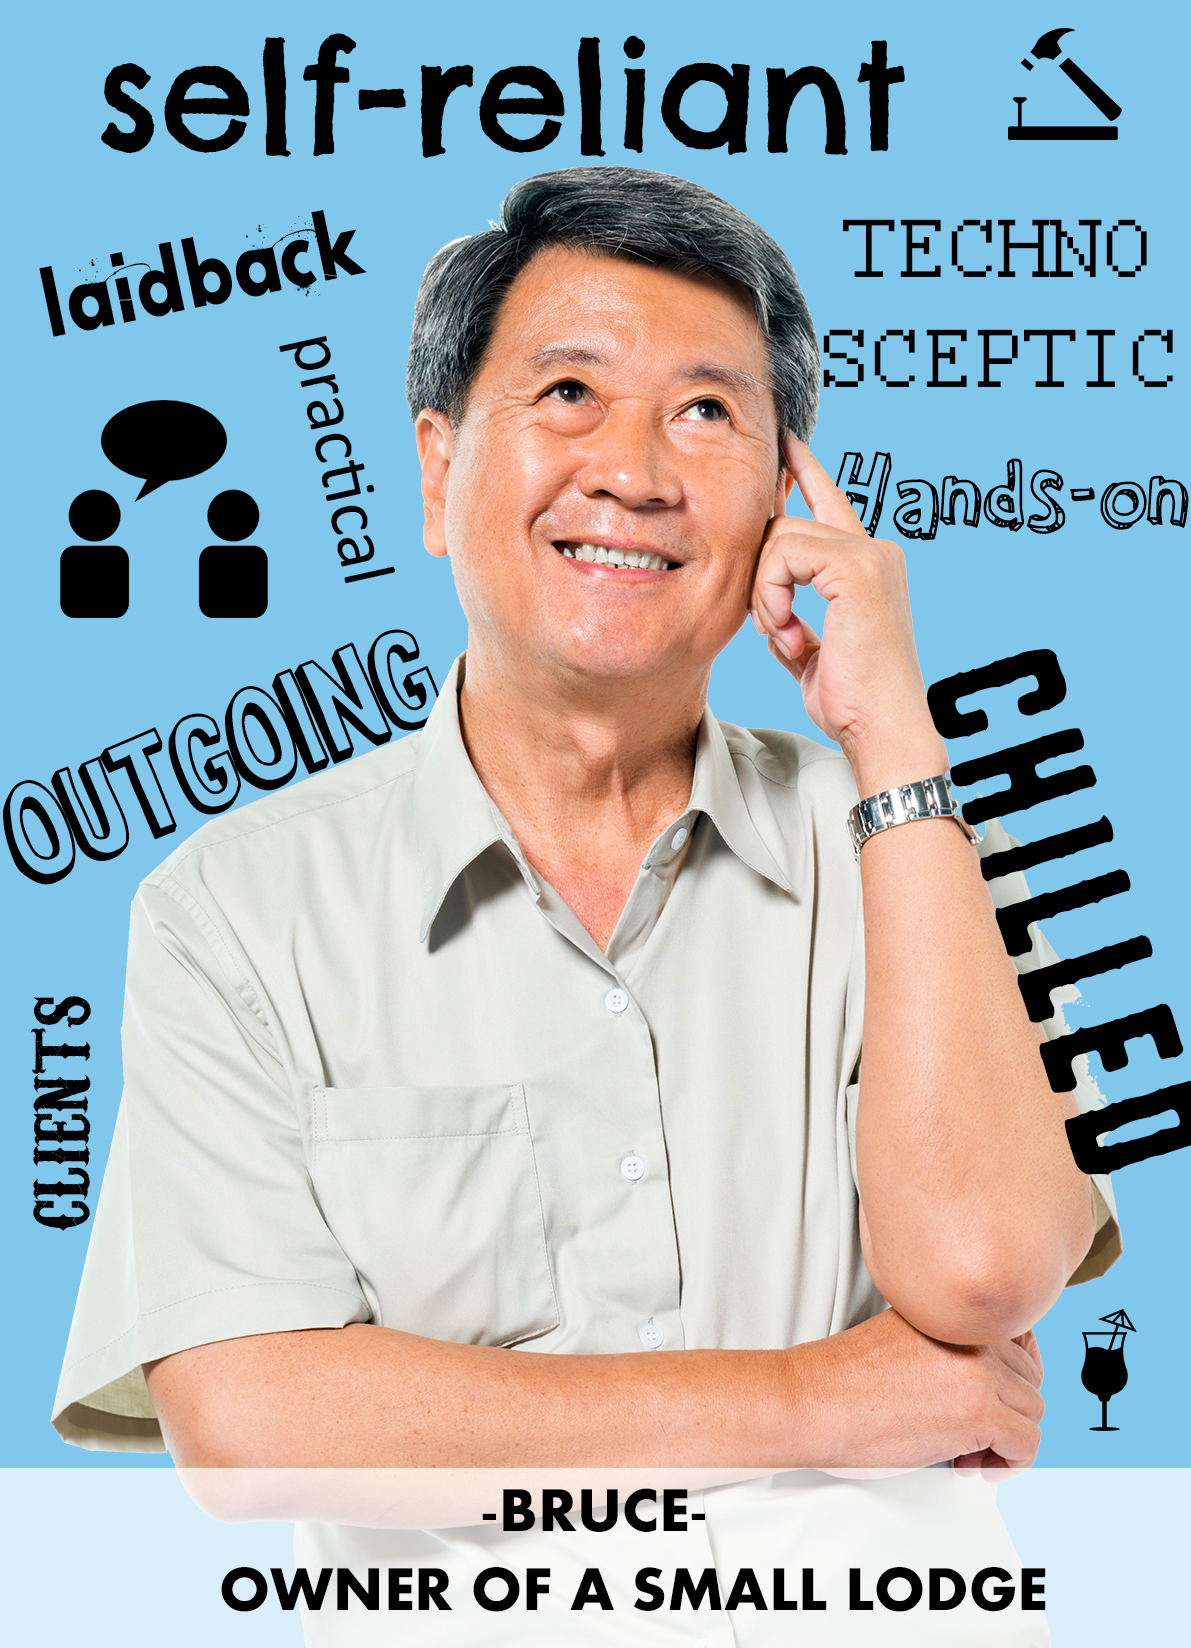 self-reliant
laidback
TECHNO
SCEPTIC
practical
Hands-on
OUTGOING
CHILLED
CLIENTS
-BRUCE-
OWNER OF A SMALL LODGE